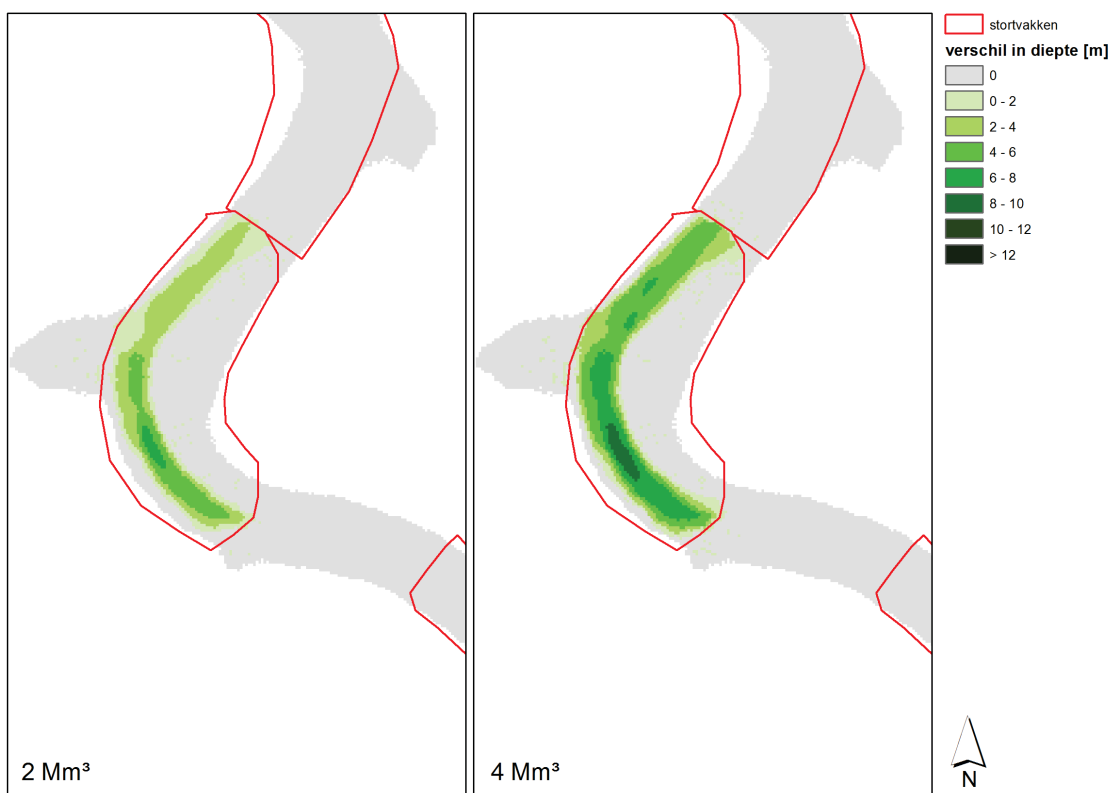 stortvakken
verschil in diepte [m]
0
0 - 2
2 - 4
4 - 6
6 - 8
8 - 10
10 - 12
> 12
2 Mm³
4 Mm³
N